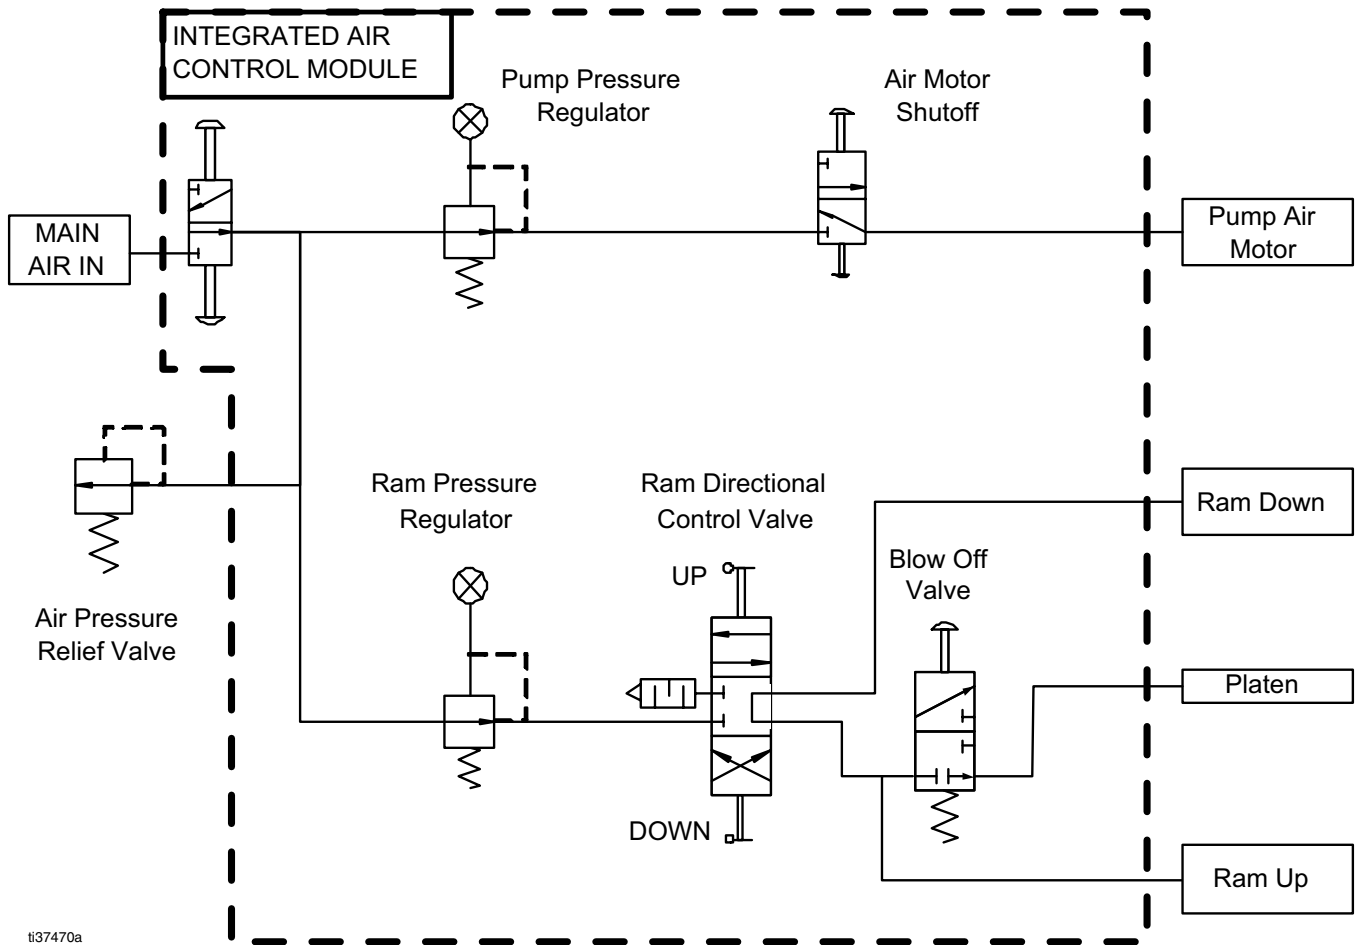 INTEGRATED AIR
CONTROL MODULE
Pump Pressure
Regulator
Air Motor
Shutoff
MAIN
AIR IN
Pump Air
Motor
Ram Pressure
Regulator
Ram Directional
Control Valve
Ram Down
UP
Blow Off
Valve
Air Pressure
Relief Valve
Platen
DOWN
Ram Up
ti37470a